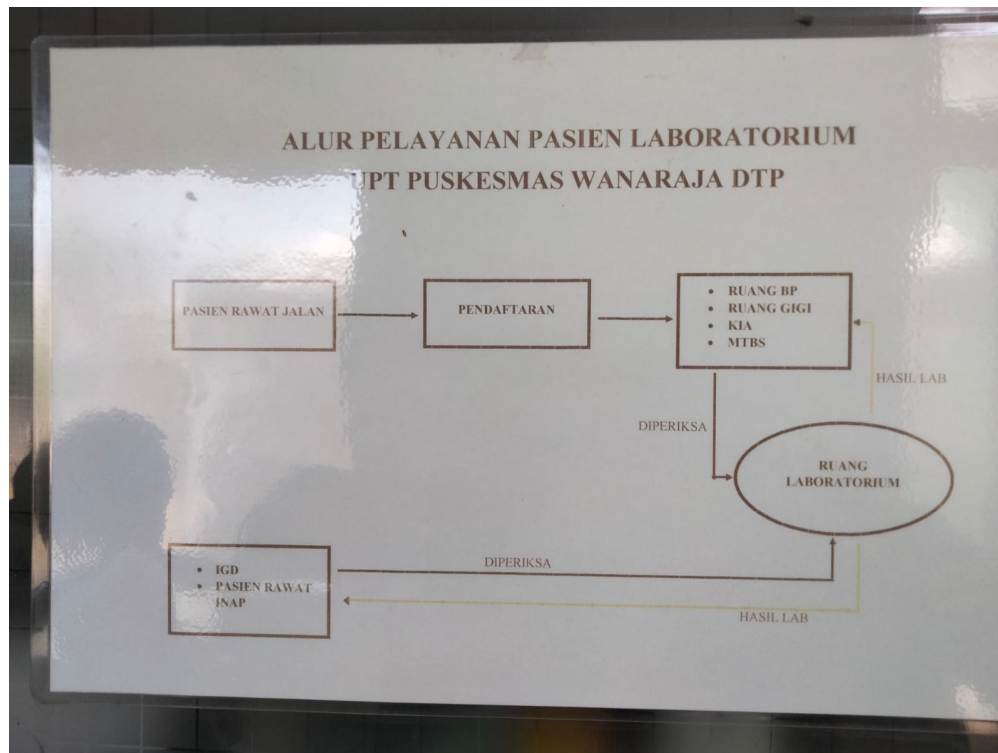 ALUR PELAYANAN PASIEN LABORATORIUM
UPT PUSKESMAS WANARAJA DTP
PASIEN RAWAT JALAN
PENDAFTARAN
• RUANG BP
• RUANG GIGI
• KIA
• MTBS
HASIL LAB
DIPERIKSA
RUANG
LABORATORIUM
• IGD
• PASIEN RAWAT
INAP
DIPERIKSA
HASIL LAB